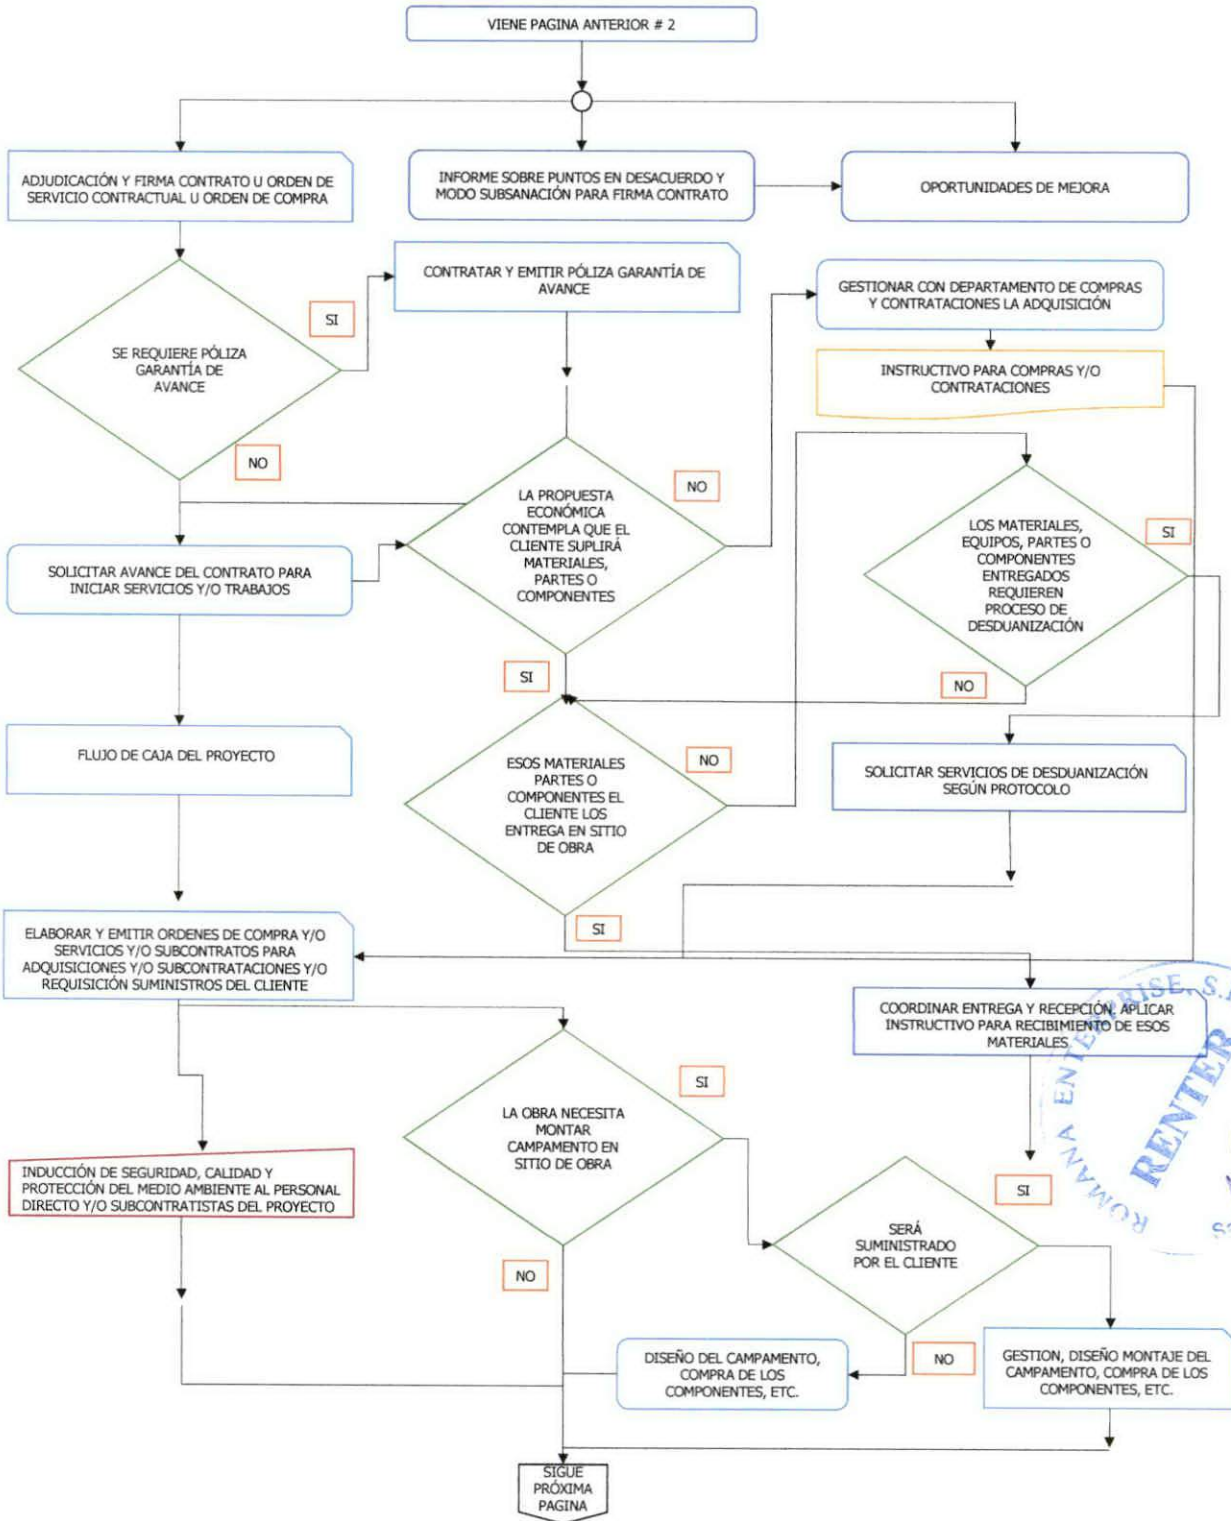 VIENE PAGINA ANTERIOR # 2
ADJUDICACIÓN Y FIRMA CONTRATO U ORDEN DE
SERVICIO CONTRACTUAL U ORDEN DE COMPRA
INFORME SOBRE PUNTOS EN DESACUERDO Y
MODO SUBSANACIÓN PARA FIRMA CONTRATO
OPORTUNIDADES DE MEJORA
CONTRATAR Y EMITIR PÓLIZA GARANTÍA DE
AVANCE
GESTIONAR CON DEPARTAMENTO DE COMPRAS
Y CONTRATACIONES LA ADQUISICIÓN
SI
SE REQUIERE PÓLIZA
GARANTÍA DE
AVANCE
INSTRUCTIVO PARA COMPRAS Y/O
CONTRATACIONES
NO
NO
LA PROPUESTA
ECONÓMICA
CONTEMPLA QUE EL
CLIENTE SUPLIRÁ
MATERIALES,
PARTES O
COMPONENTES
LOS MATERIALES,
EQUIPOS, PARTES O
COMPONENTES
ENTREGADOS
REQUIEREN
PROCESO DE
DESDUANIZACIÓN
SI
SOLICITAR AVANCE DEL CONTRATO PARA
INICIAR SERVICIOS Y/O TRABAJOS
SI
NO
FLUJO DE CAJA DEL PROYECTO
ESOS MATERIALES
PARTES O
COMPONENTES EL
CLIENTE LOS
ENTREGA EN SITIO
DE OBRA
NO
SOLICITAR SERVICIOS DE DESDUANIZACIÓN
SEGÚN PROTOCOLO
SI
ELABORAR Y EMITIR ORDENES DE COMPRA Y/O
SERVICIOS Y/O SUBCONTRATOS PARA
ADQUISICIONES Y/O SUBCONTRATACIONES Y/O
REQUISICIÓN SUMINISTROS DEL CLIENTE
COORDINAR ENTREGA Y RECEPCIÓN. APLICAR
INSTRUCTIVO PARA RECIBIMIENTO DE ESOS
MATERIALES
ROMANA ENTERPRISE, S.
RENTER
SI
LA OBRA NECESITA
MONTAR
CAMPAMENTO EN
SITIO DE OBRA
INDUCCIÓN DE SEGURIDAD, CALIDAD Y
PROTECCIÓN DEL MEDIO AMBIENTE AL PERSONAL
DIRECTO Y/O SUBCONTRATISTAS DEL PROYECTO
SI
SERÁ
SUMINISTRADO
POR EL CLIENTE
NO
DISEÑO DEL CAMPAMENTO,
COMPRA DE LOS
COMPONENTES, ETC.
NO
GESTION, DISEÑO MONTAJE DEL
CAMPAMENTO, COMPRA DE LOS
COMPONENTES, ETC.
SIGUE
PRÓXIMA
PAGINA